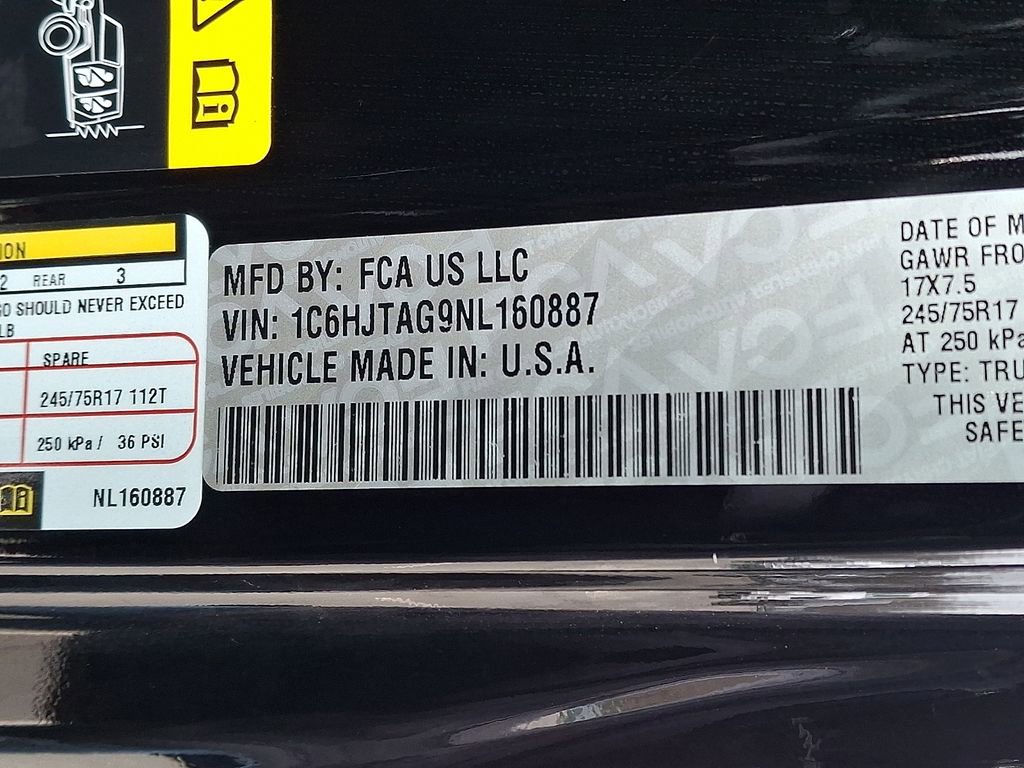 ION
2 REAR 3
GO SHOULD NEVER EXCEED
LB
SPARE
245/75R17 112T
250 kPa / 36 PSI
NL160887
MFD BY: FCA US LLC
VIN: 1C6HJTAG9NL160887
VEHICLE MADE IN: U.S.A.
DATE OF M
GAWR FRO
17X7.5
245/75R17
AT 250 kPa
TYPE: TRU
THIS VE
SAFE